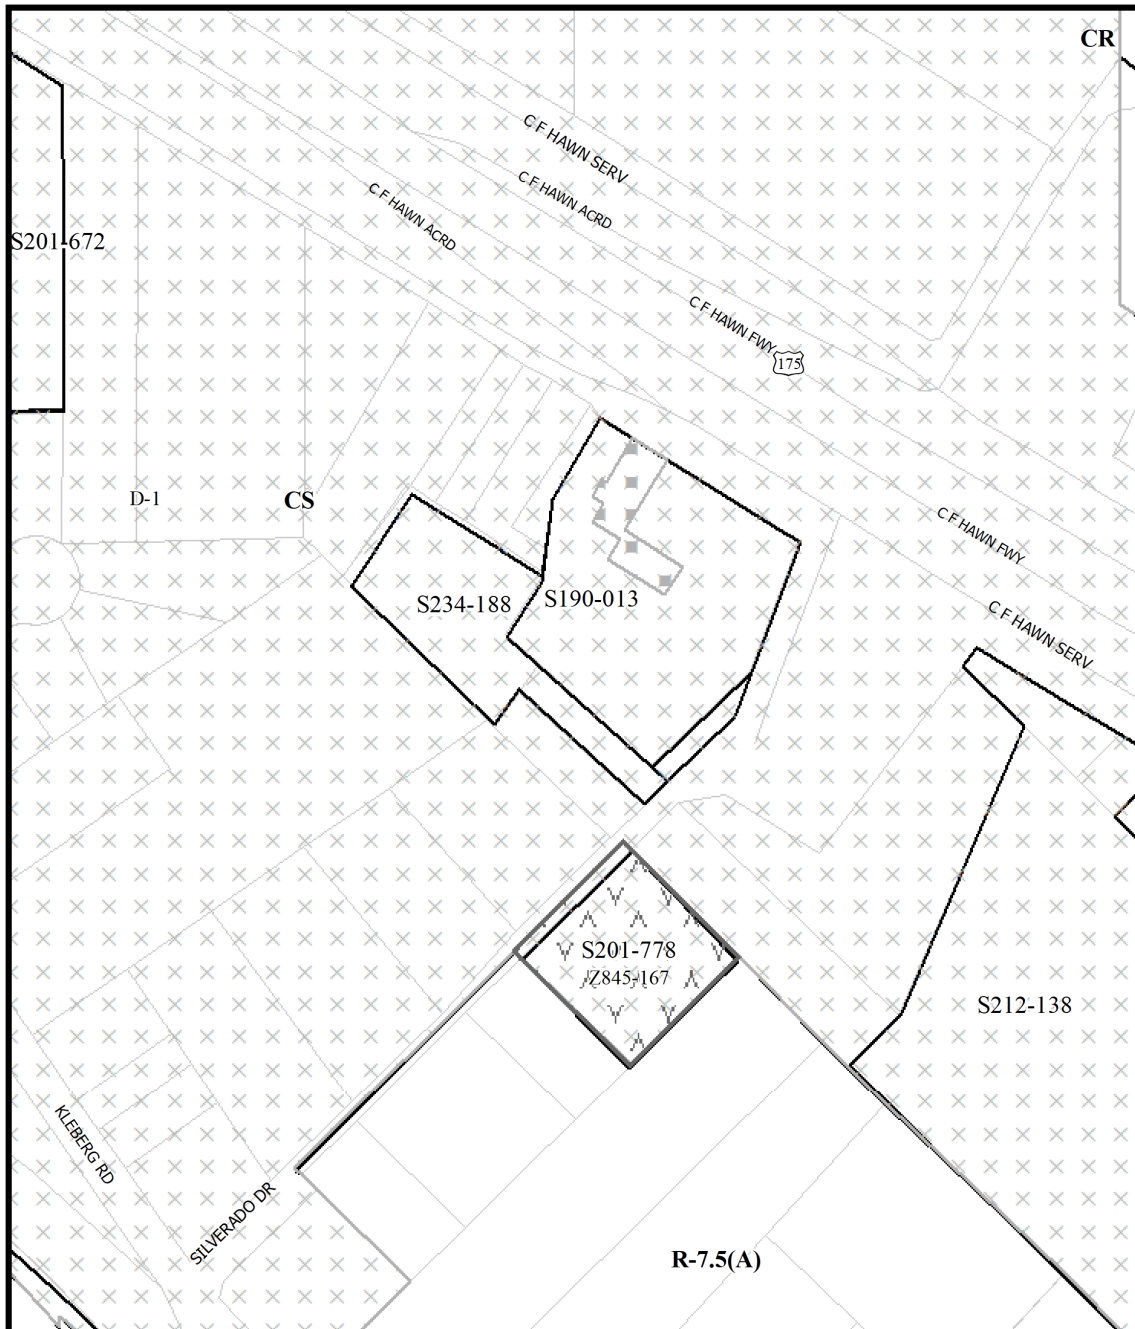 CR
C F HAWN SERV
C F HAWN ACRD
C F HAWN ACRD
S201-672
C F HAWN FWY
175
D-1
CS
C F HAWN FWY
S234-188
S190-013
C F HAWN SERV
S201-778
Z845-167
S212-138
KLEBERG RD
SILVERADO DR
R-7.5(A)